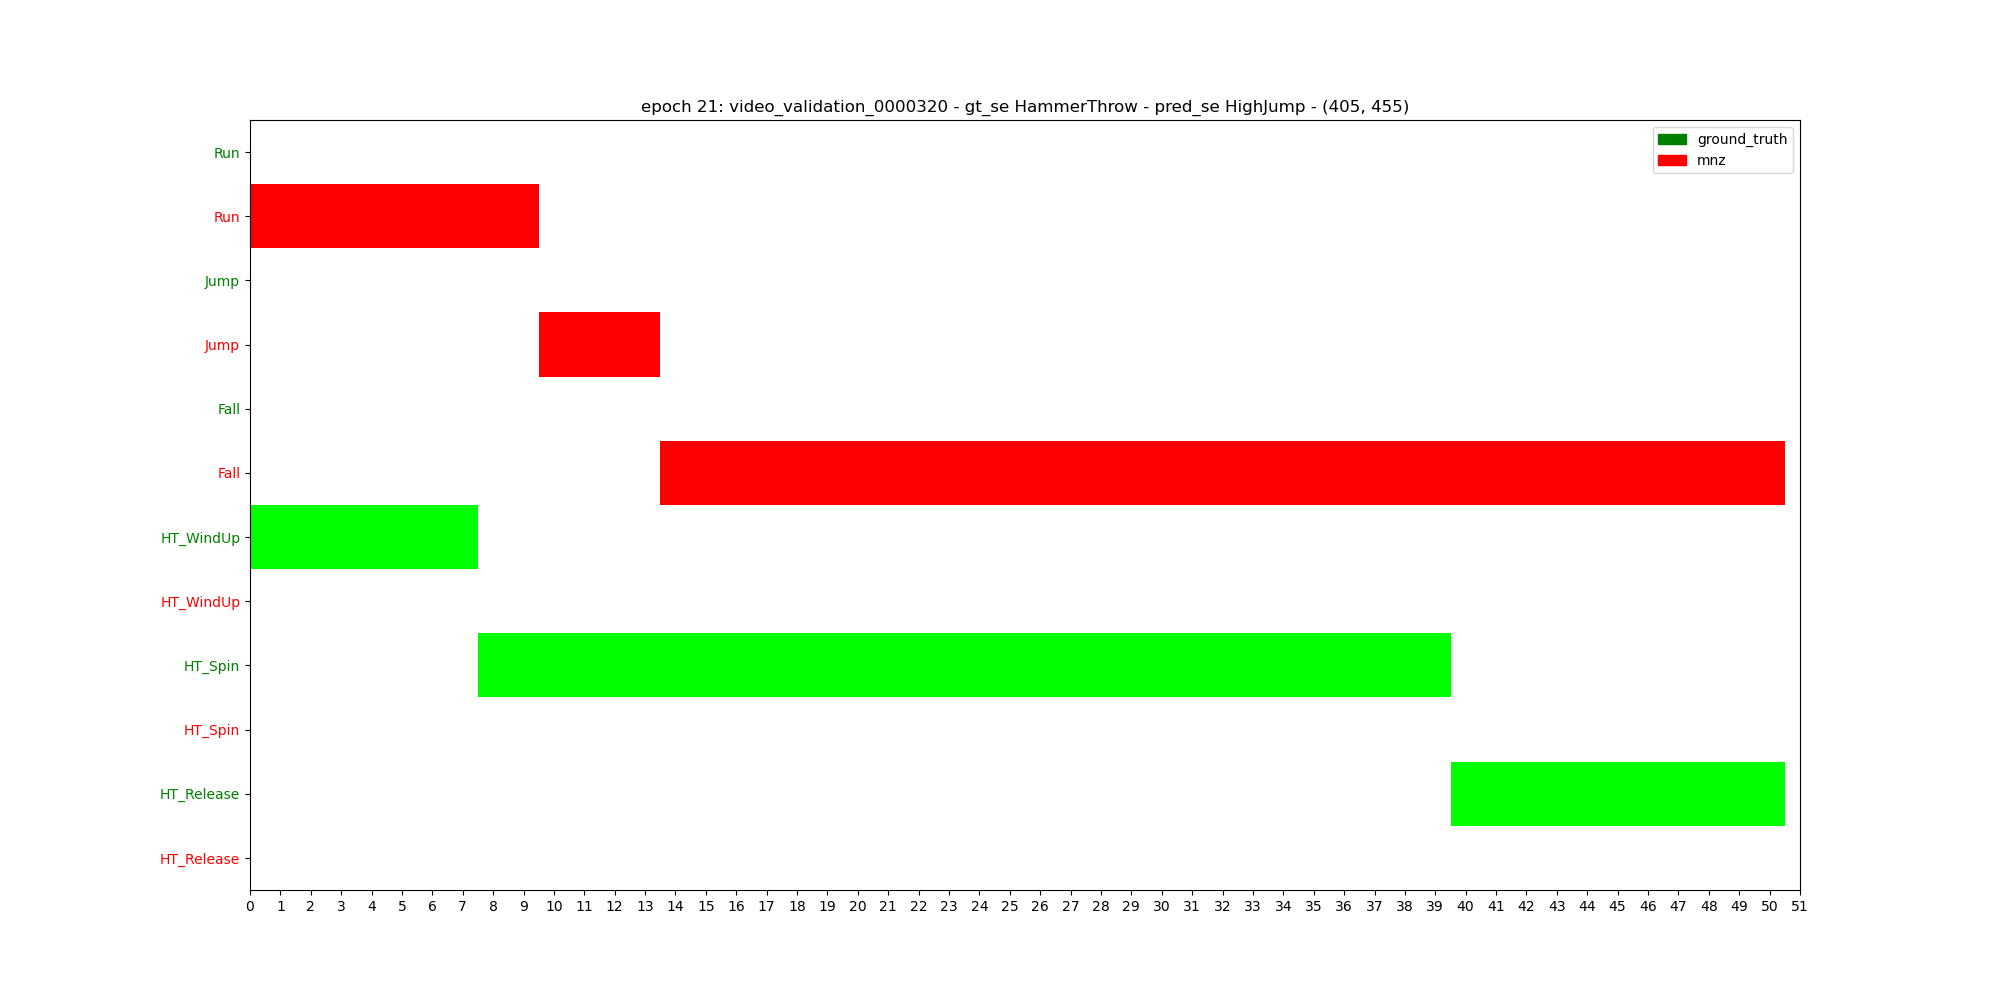 epoch 21: video_validation_0000320 - gt_se HammerThrow - pred_se HighJump - (405, 455)
ground_truth
mnz
Run
Run
Jump
Jump
Fall
Fall
HT_WindUp
HT_WindUp
HT_Spin
HT_Spin
HT_Release
HT_Release
0 1 2 3 4 5 6 7 8 9 10 11 12 13 14 15 16 17 18 19 20 21 22 23 24 25 26 27 28 29 30 31 32 33 34 35 36 37 38 39 40 41 42 43 44 45 46 47 48 49 50 51